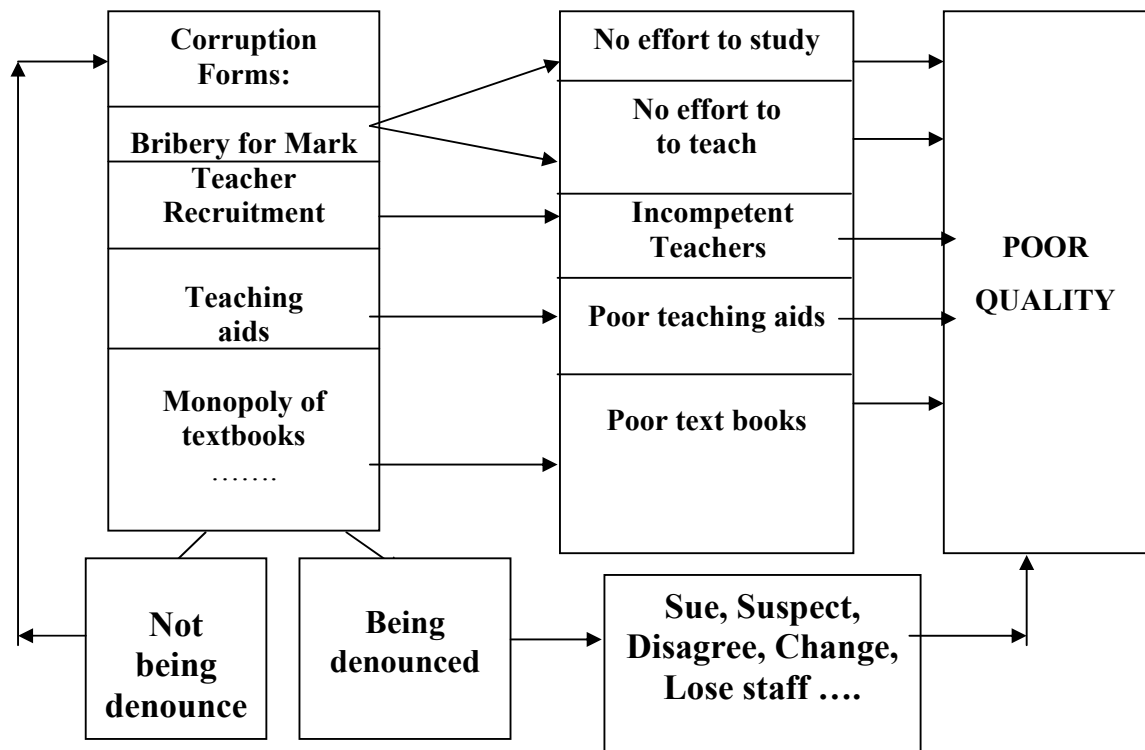 Corruption
Forms:
Bribery for Mark
Teacher
Recruitment
Teaching
aids
Monopoly of
textbooks
…….
No effort to study
No effort to
to teach
Incompetent
Teachers
Poor teaching aids
Poor text books
POOR
QUALITY
Not
being
denounce
Being
denounced
Sue, Suspect,
Disagree, Change,
Lose staff ….